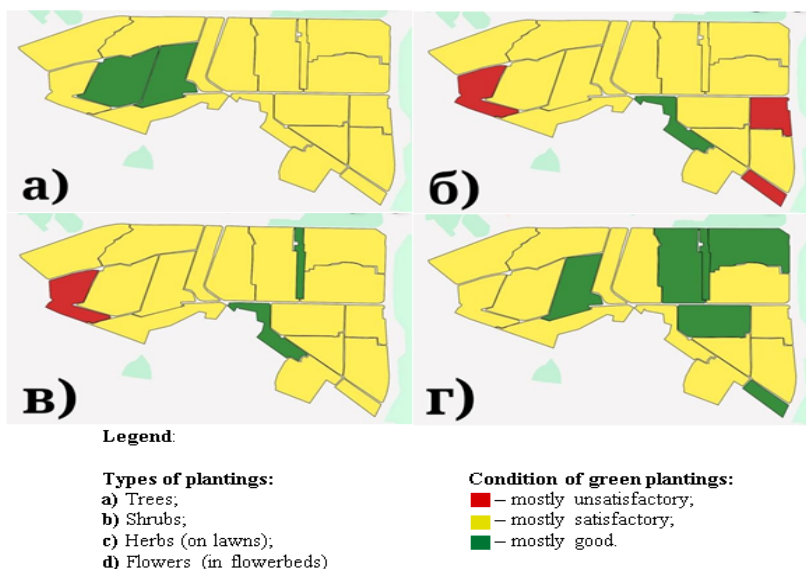 а)
б)
в)
г)
Legend:
Types of plantings:
a) Trees;
b) Shrubs;
c) Herbs (on lawns);
d) Flowers (in flowerbeds)
Condition of green plantings:
– mostly unsatisfactory;
– mostly satisfactory;
– mostly good.